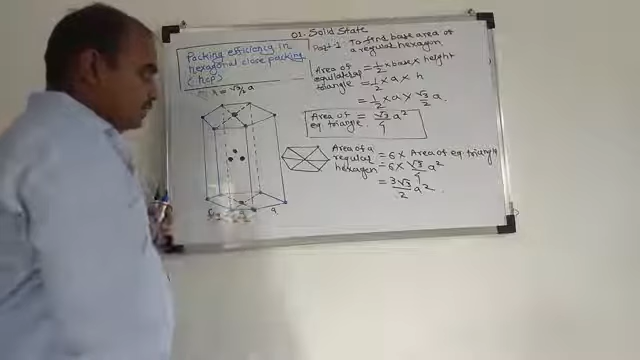 01. Solid State
Packing efficiency in
hexagonal close packing
(hcp)
h = √3/2 a
Part 1 To find base area of
a regular hexagon
Area of
equilateral
triangle
= 1/2 x base x height
= 1/2 x a x h
= 1/2 x a x √3/2 a.
Area of
eq. triangle
= √3/4 a²
Area of a
regular
hexagon
= 6 x Area of eq. triangle
= 6 x √3/4 a²
= 3√3/2 a².
a